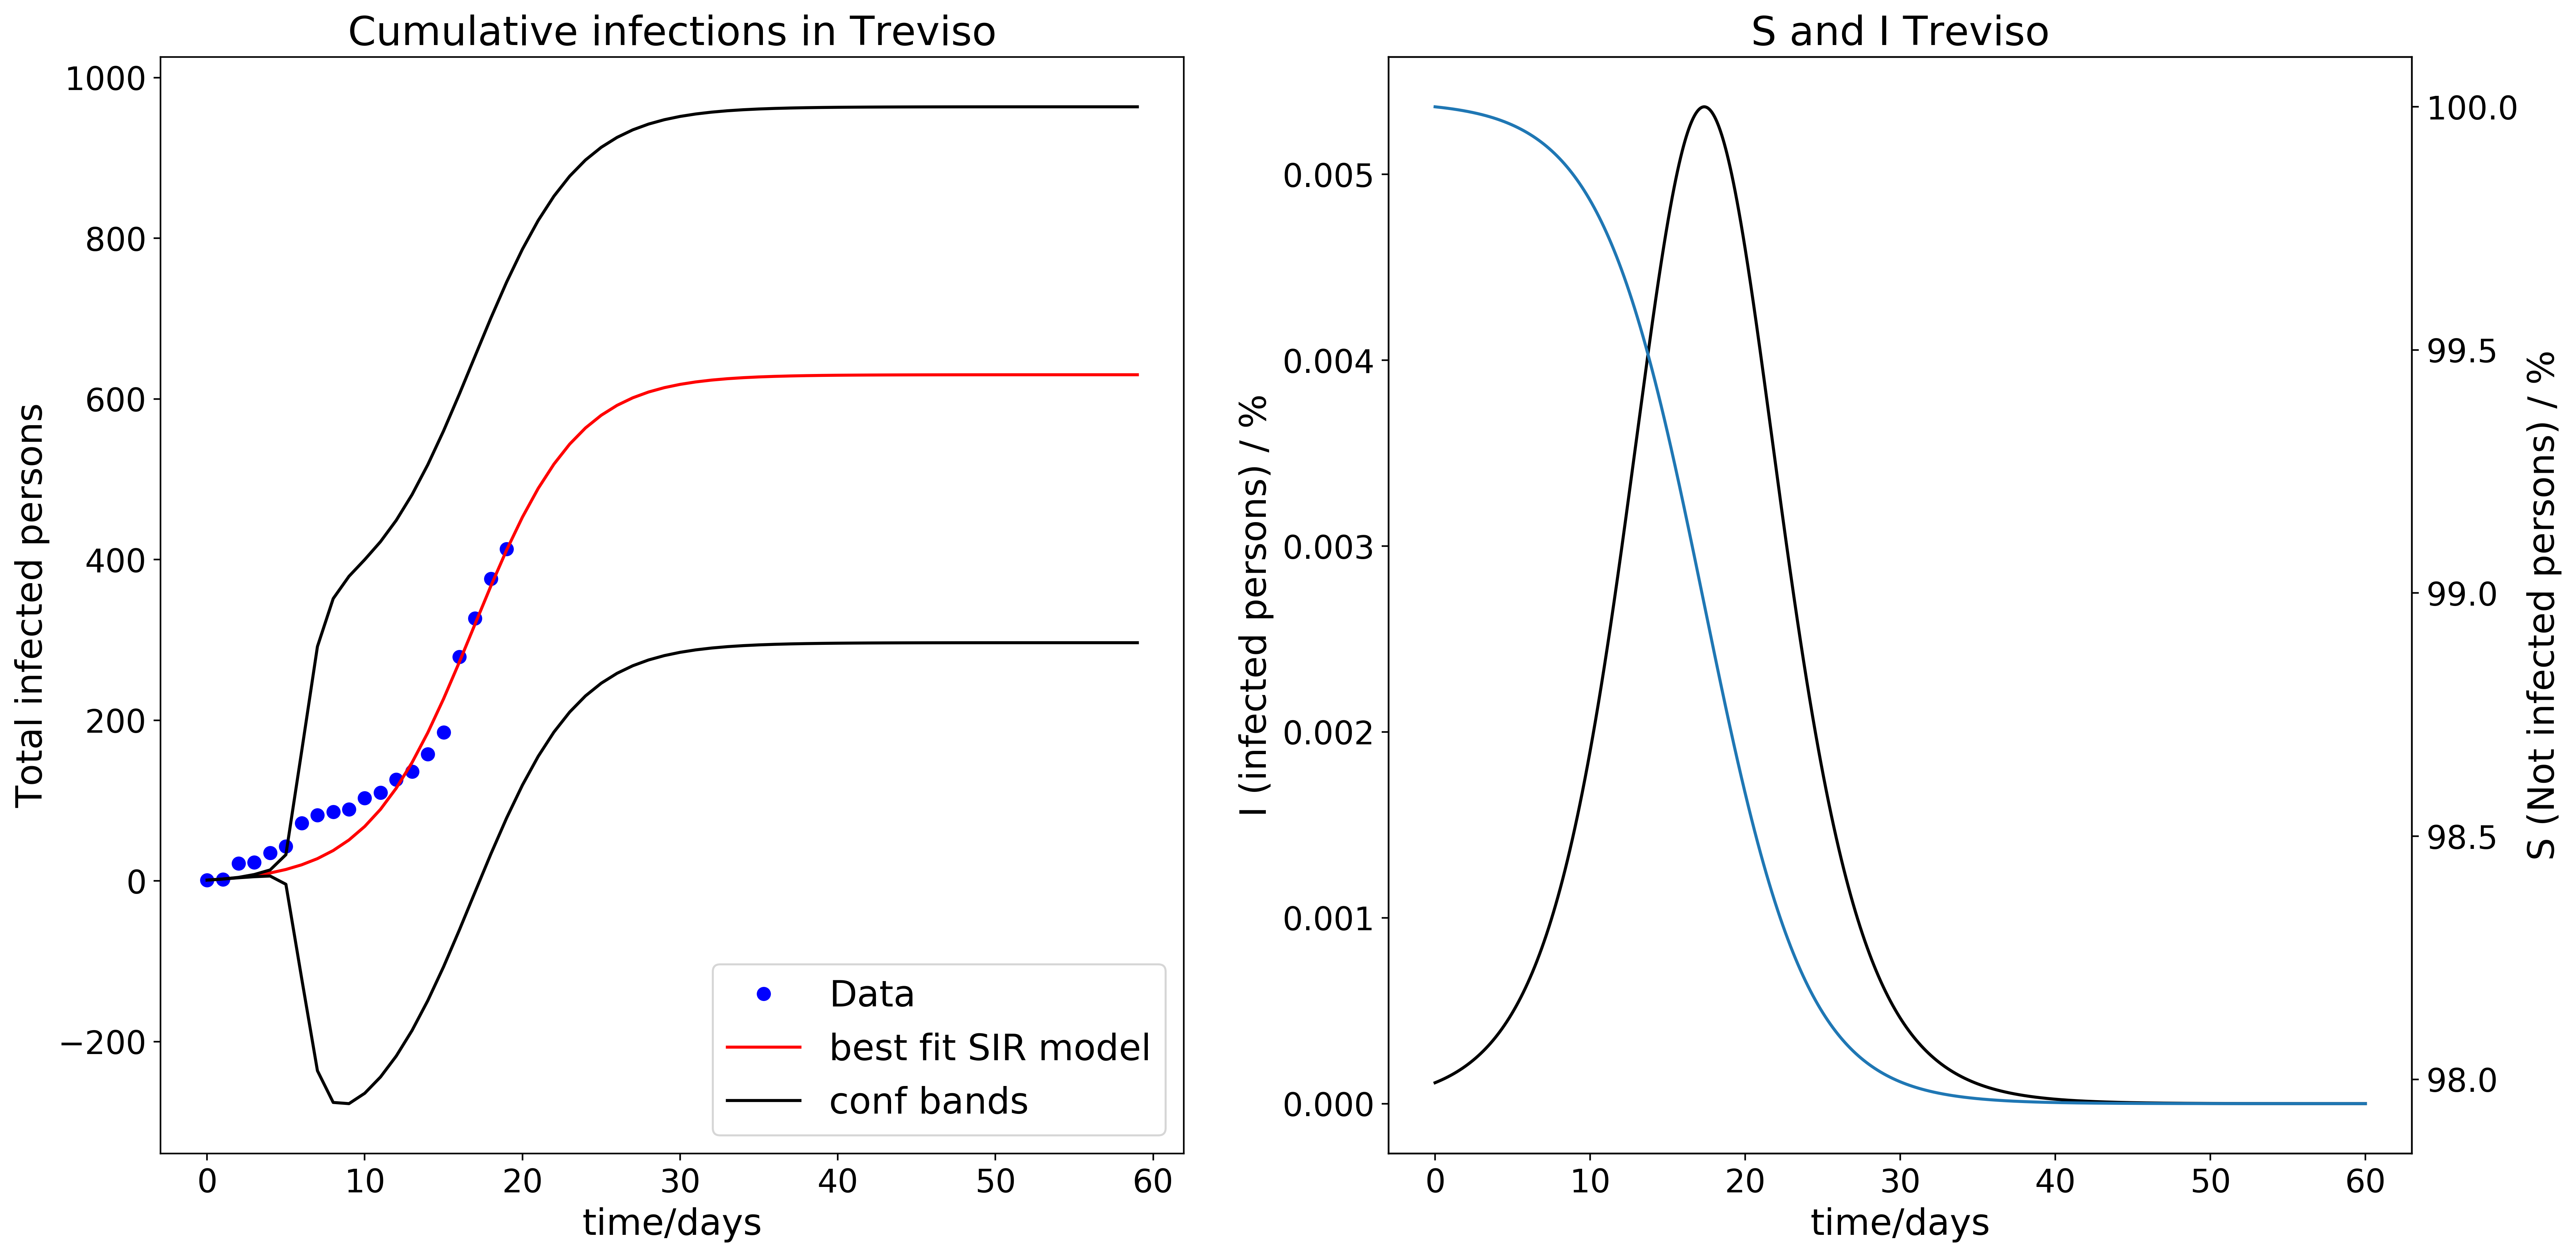 Cumulative infections in Treviso
1000
800
600
400
200
0
−200
Total infected persons
0 10 20 30 40 50 60
time/days
Data
best fit SIR model
conf bands
S and I Treviso
0.005
0.004
0.003
0.002
0.001
0.000
I (infected persons) / %
100.0
99.5
99.0
98.5
98.0
S (Not infected persons) / %
0 10 20 30 40 50 60
time/days